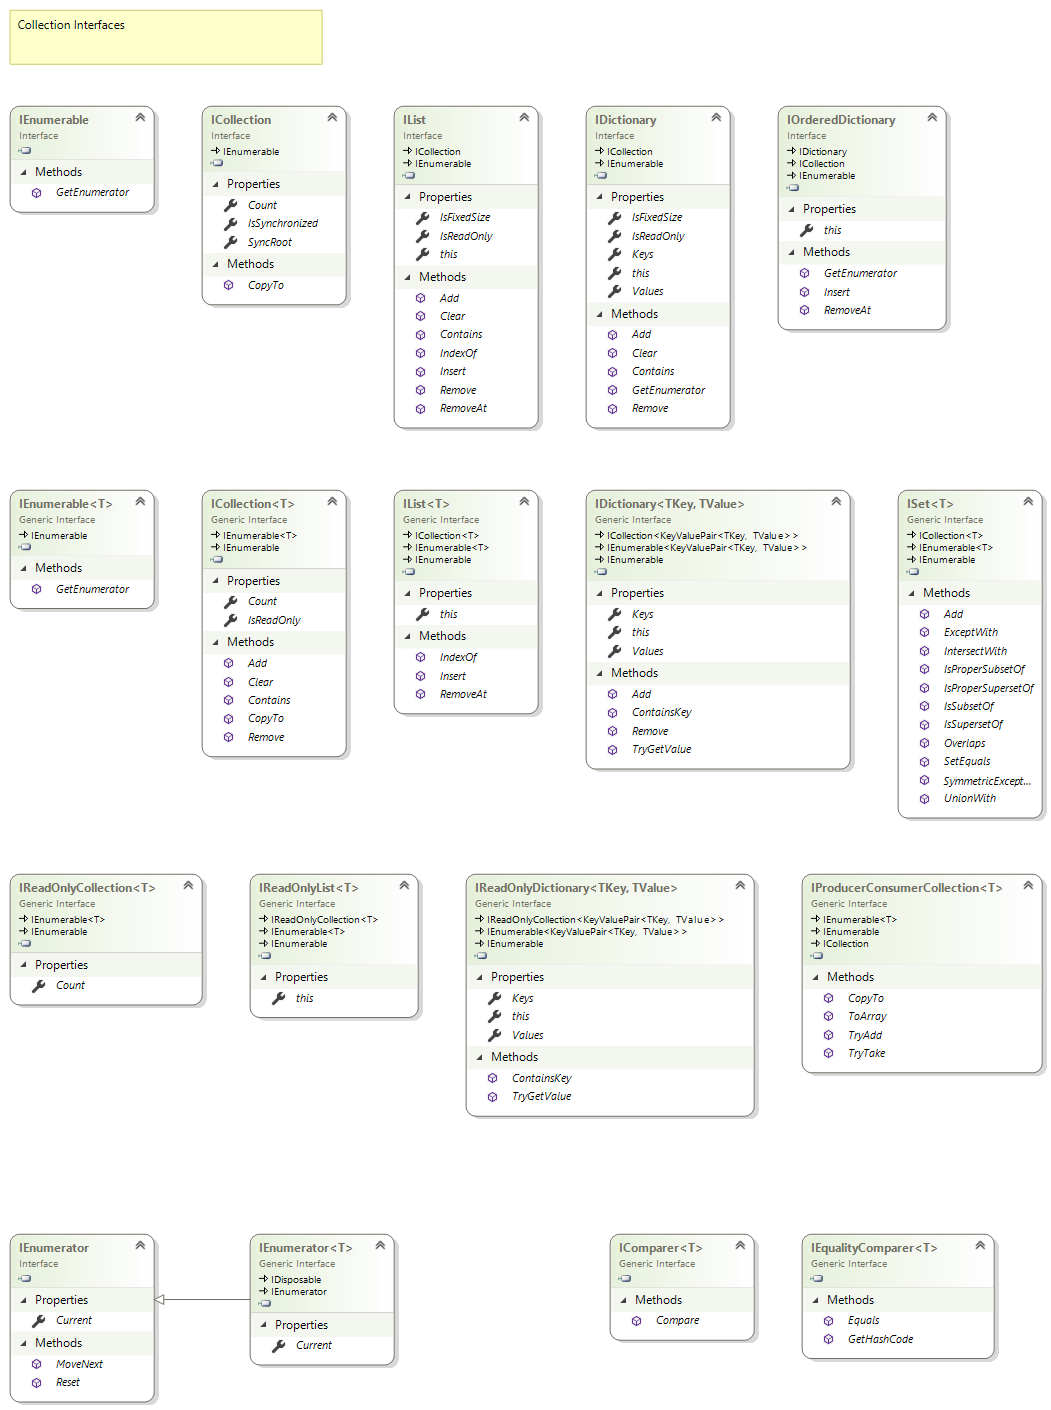 Collection Interfaces
IEnumerable
Interface
Methods
GetEnumerator
ICollection
Interface
IEnumerable
Properties
Count
IsSynchronized
SyncRoot
Methods
CopyTo
IList
Interface
ICollection
IEnumerable
Properties
IsFixedSize
IsReadOnly
this
Methods
Add
Clear
Contains
IndexOf
Insert
Remove
RemoveAt
IDictionary
Interface
ICollection
IEnumerable
Properties
IsFixedSize
IsReadOnly
Keys
this
Values
Methods
Add
Clear
Contains
GetEnumerator
Remove
IOrderedDictionary
Interface
IDictionary
ICollection
IEnumerable
Properties
this
Methods
GetEnumerator
Insert
RemoveAt
IEnumerable<T>
Generic Interface
IEnumerable
Methods
GetEnumerator
ICollection<T>
Generic Interface
IEnumerable<T>
IEnumerable
Properties
Count
IsReadOnly
Methods
Add
Clear
Contains
CopyTo
Remove
IList<T>
Generic Interface
ICollection<T>
IEnumerable<T>
IEnumerable
Properties
this
Methods
IndexOf
Insert
RemoveAt
IDictionary<TKey, TValue>
Generic Interface
ICollection<KeyValuePair<TKey, TValue>>
IEnumerable<KeyValuePair<TKey, TValue>>
IEnumerable
Properties
Keys
this
Values
Methods
Add
ContainsKey
Remove
TryGetValue
ISet<T>
Generic Interface
ICollection<T>
IEnumerable<T>
IEnumerable
Methods
Add
ExceptWith
IntersectWith
IsProperSubsetOf
IsProperSupersetOf
IsSubsetOf
IsSupersetOf
Overlaps
SetEquals
SymmetricExcept...
UnionWith
IReadOnlyCollection<T>
Generic Interface
IEnumerable<T>
IEnumerable
Properties
Count
IReadOnlyList<T>
Generic Interface
IReadOnlyCollection<T>
IEnumerable<T>
IEnumerable
Properties
this
IReadOnlyDictionary<TKey, TValue>
Generic Interface
IReadOnlyCollection<KeyValuePair<TKey, TValue>>
IEnumerable<KeyValuePair<TKey, TValue>>
IEnumerable
Properties
Keys
this
Values
Methods
ContainsKey
TryGetValue
IProducerConsumerCollection<T>
Generic Interface
IEnumerable<T>
IEnumerable
ICollection
Methods
CopyTo
ToArray
TryAdd
TryTake
IEnumerator
Interface
Properties
Current
Methods
MoveNext
Reset
IEnumerator<T>
Generic Interface
IDisposable
IEnumerator
Properties
Current
IComparer<T>
Generic Interface
Methods
Compare
IEqualityComparer<T>
Generic Interface
Methods
Equals
GetHashCode